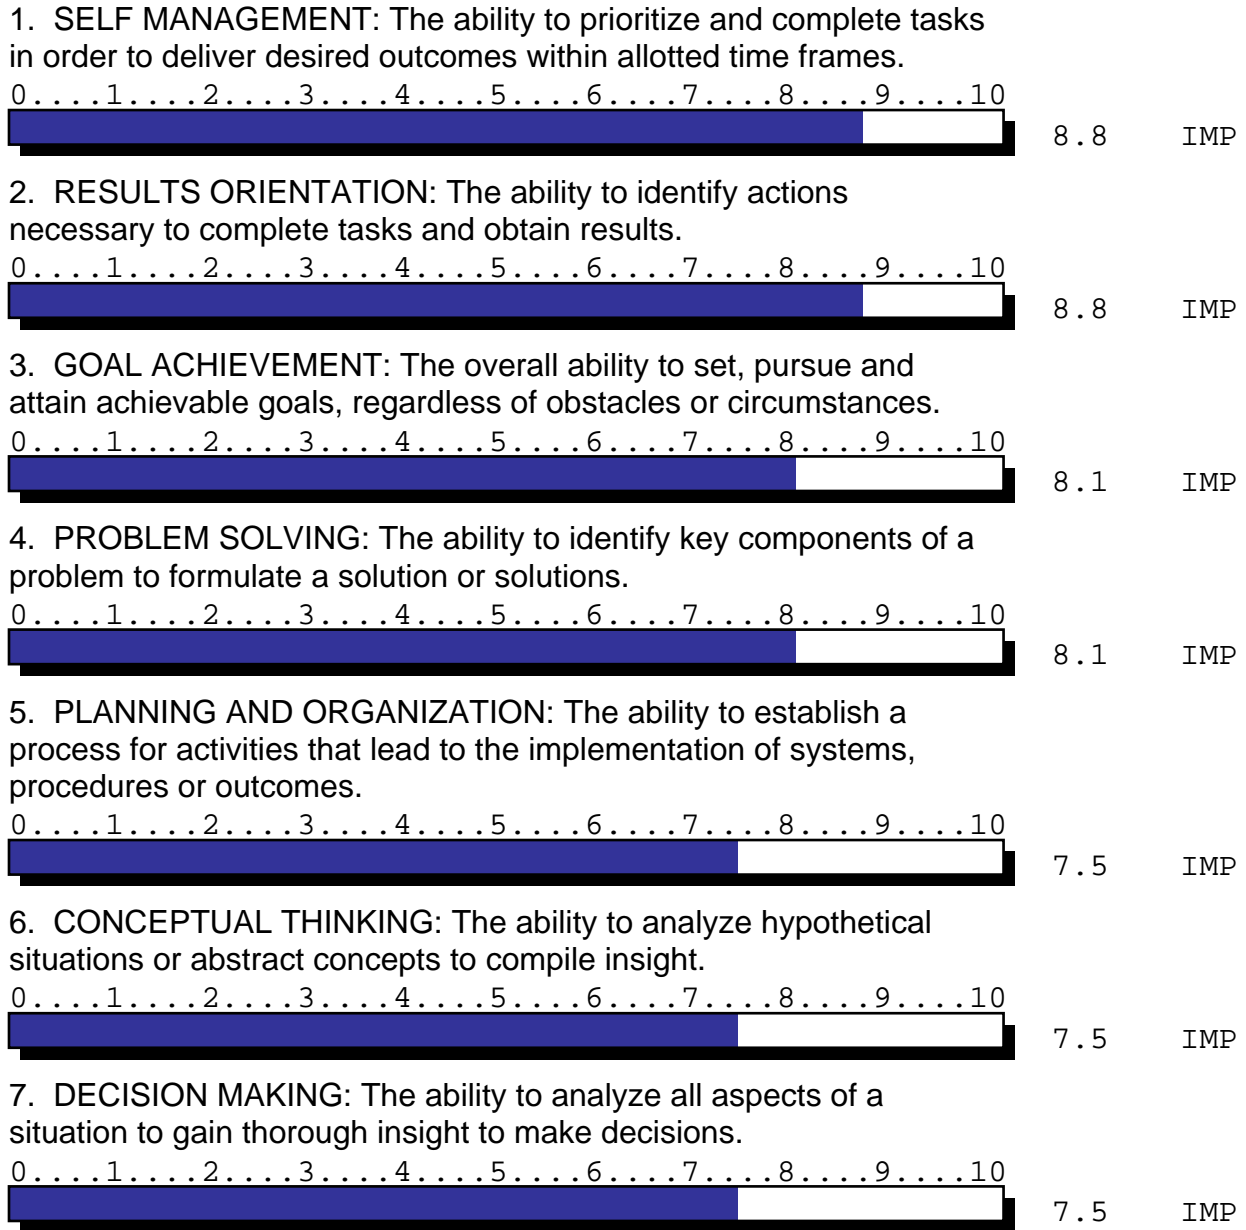 1. SELF MANAGEMENT: The ability to prioritize and complete tasks
in order to deliver desired outcomes within allotted time frames.
0....1....2....3....4....5....6....7....8....9....10
8.8 IMP
2. RESULTS ORIENTATION: The ability to identify actions
necessary to complete tasks and obtain results.
0....1....2....3....4....5....6....7....8....9....10
8.8 IMP
3. GOAL ACHIEVEMENT: The overall ability to set, pursue and
attain achievable goals, regardless of obstacles or circumstances.
0....1....2....3....4....5....6....7....8....9....10
8.1 IMP
4. PROBLEM SOLVING: The ability to identify key components of a
problem to formulate a solution or solutions.
0....1....2....3....4....5....6....7....8....9....10
8.1 IMP
5. PLANNING AND ORGANIZATION: The ability to establish a
process for activities that lead to the implementation of systems,
procedures or outcomes.
0....1....2....3....4....5....6....7....8....9....10
7.5 IMP
6. CONCEPTUAL THINKING: The ability to analyze hypothetical
situations or abstract concepts to compile insight.
0....1....2....3....4....5....6....7....8....9....10
7.5 IMP
7. DECISION MAKING: The ability to analyze all aspects of a
situation to gain thorough insight to make decisions.
0....1....2....3....4....5....6....7....8....9....10
7.5 IMP